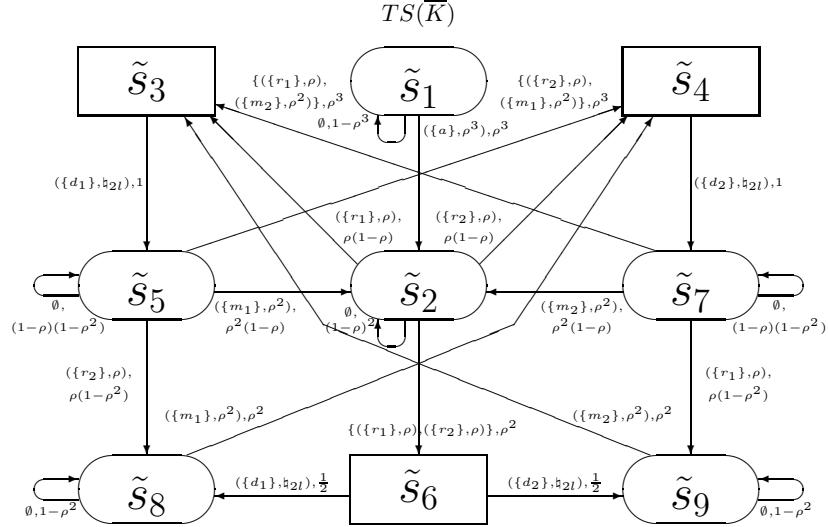 TS(K̅)
s̃₃
{({r₁},ρ),
({m₂},ρ²)},ρ³
s̃₁
{({r₂},ρ),
({m₁},ρ²)},ρ³
s̃₄
∅,1−ρ³
({a},ρ³),ρ³
({d₁},♮₂ₗ),1
({d₂},♮₂ₗ),1
({r₁},ρ),
ρ(1−ρ)
({r₂},ρ),
ρ(1−ρ)
s̃₅
s̃₂
s̃₇
∅,
(1−ρ)(1−ρ²)
({m₁},ρ²),
ρ²(1−ρ)
∅,
(1−ρ)²
({m₂},ρ²),
ρ²(1−ρ)
∅,
(1−ρ)(1−ρ²)
({r₂},ρ),
ρ(1−ρ²)
({r₁},ρ),
ρ(1−ρ²)
({m₁},ρ²),ρ²
({m₂},ρ²),ρ²
{({r₁},ρ),({r₂},ρ)},ρ²
s̃₈
({d₁},♮₂ₗ),½
s̃₆
({d₂},♮₂ₗ),½
s̃₉
∅,1−ρ²
∅,1−ρ²